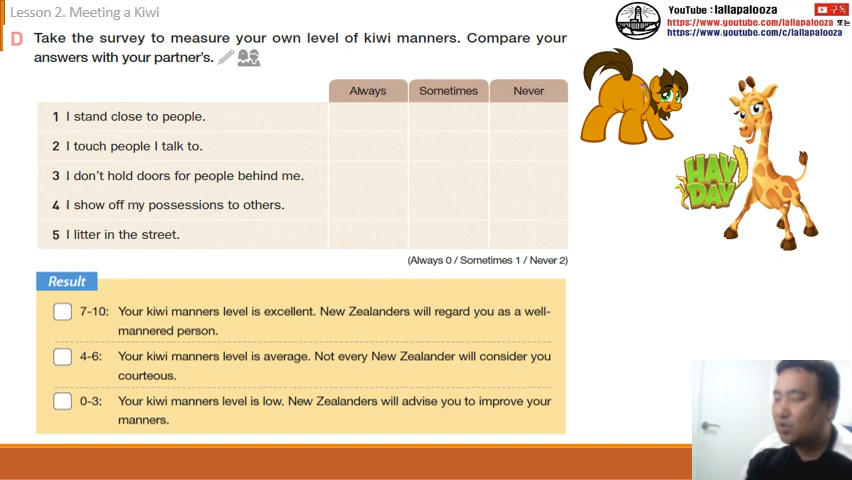 Lesson 2. Meeting a Kiwi
YouTube : lallapalooza 구독
https://www.youtube.com/lallapalooza 또는
https://www.youtube.com/c/lallapalooza
D Take the survey to measure your own level of kiwi manners. Compare your
answers with your partner's.
Always Sometimes Never
1 I stand close to people.
2 I touch people I talk to.
3 I don't hold doors for people behind me.
4 I show off my possessions to others.
5 I litter in the street.
(Always 0 / Sometimes 1 / Never 2)
HAY
DAY
Result
7-10: Your kiwi manners level is excellent. New Zealanders will regard you as a well-
mannered person.
4-6: Your kiwi manners level is average. Not every New Zealander will consider you
courteous.
0-3: Your kiwi manners level is low. New Zealanders will advise you to improve your
manners.